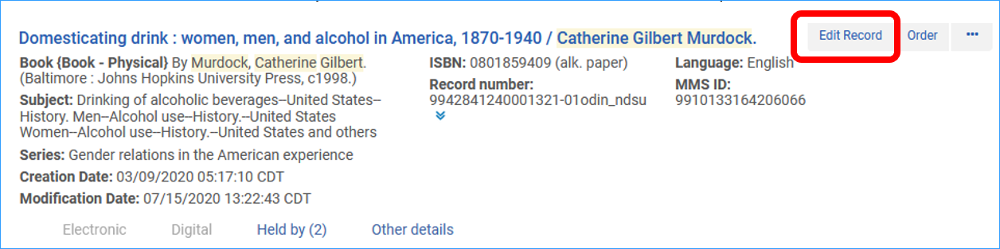 Domesticating drink : women, men, and alcohol in America, 1870-1940 / Catherine Gilbert Murdock.
Edit Record
Order
•••
Book {Book - Physical} By Murdock, Catherine Gilbert.
(Baltimore : Johns Hopkins University Press, c1998.)
Subject: Drinking of alcoholic beverages--United States--
History. Men--Alcohol use--History.--United States
Women--Alcohol use--History.--United States and others
Series: Gender relations in the American experience
Creation Date: 03/09/2020 05:17:10 CDT
Modification Date: 07/15/2020 13:22:43 CDT
ISBN: 0801859409 (alk. paper)
Record number:
9942841240001321-01odin_ndsu
Language: English
MMS ID:
9910133164206066
Electronic
Digital
Held by (2)
Other details